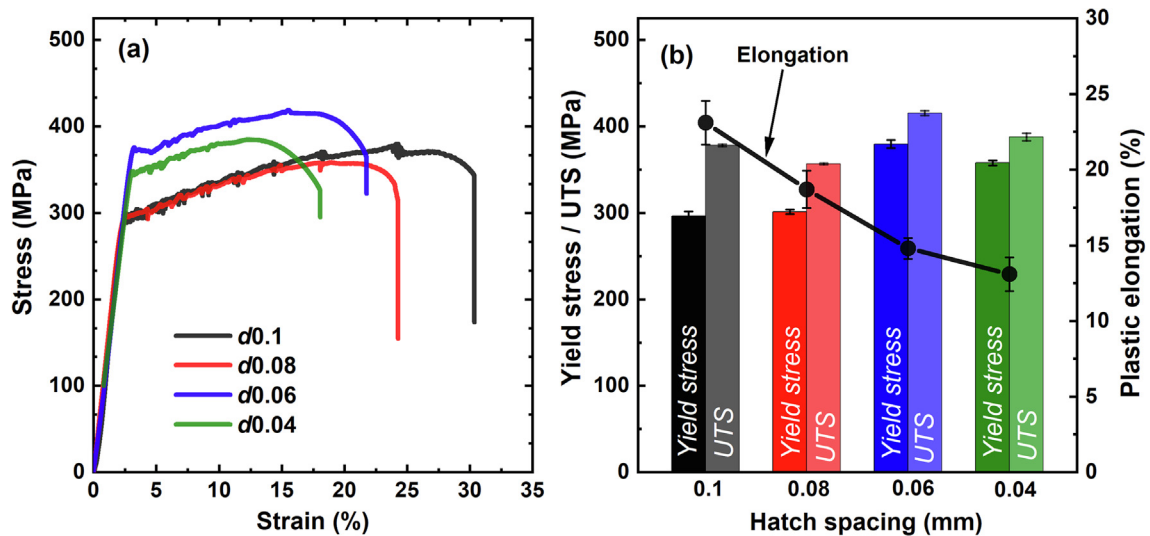 (a)
Stress (MPa)
500
400
300
200
100
0
d0.1
d0.08
d0.06
d0.04
0 5 10 15 20 25 30 35
Strain (%)
(b)
Elongation
Yield stress / UTS (MPa)
500
400
300
200
100
0
Yield stress
UTS
Yield stress
UTS
Yield stress
UTS
Yield stress
UTS
30
25
20
15
10
5
0
Plastic elongation (%)
0.1 0.08 0.06 0.04
Hatch spacing (mm)